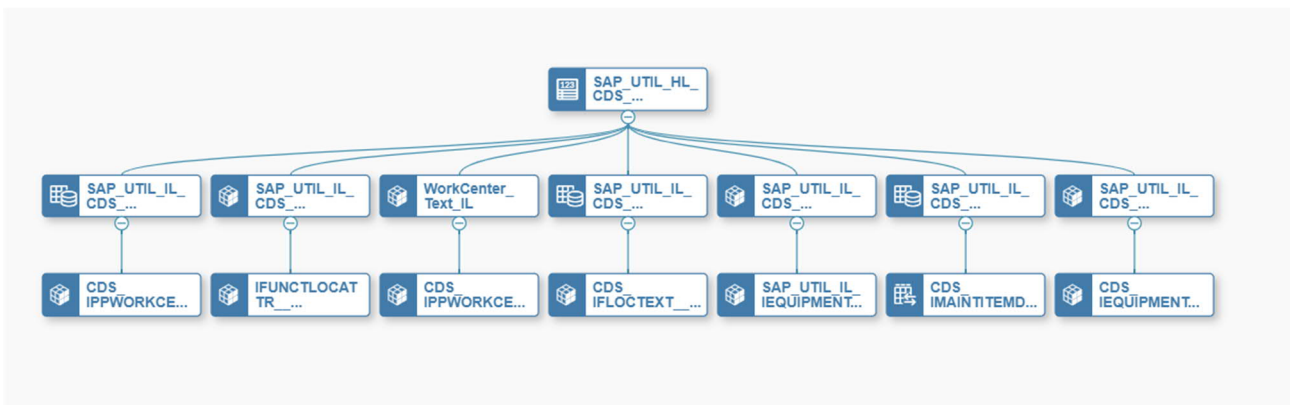 123
SAP_UTIL_HL_
CDS_...
SAP_UTIL_IL_
CDS_...
SAP_UTIL_IL_
CDS_...
WorkCenter_
Text_IL
SAP_UTIL_IL_
CDS_...
SAP_UTIL_IL_
CDS_...
SAP_UTIL_IL_
CDS_...
SAP_UTIL_IL_
CDS_...
CDS_
IPPWORKCE...
IFUNCTLOCAT
TR__...
CDS_
IPPWORKCE...
CDS_
IFLOCTEXT__...
SAP_UTIL_IL_
IEQUIPMENT...
CDS_
IMAINTITEMD...
CDS_
IEQUIPMENT...